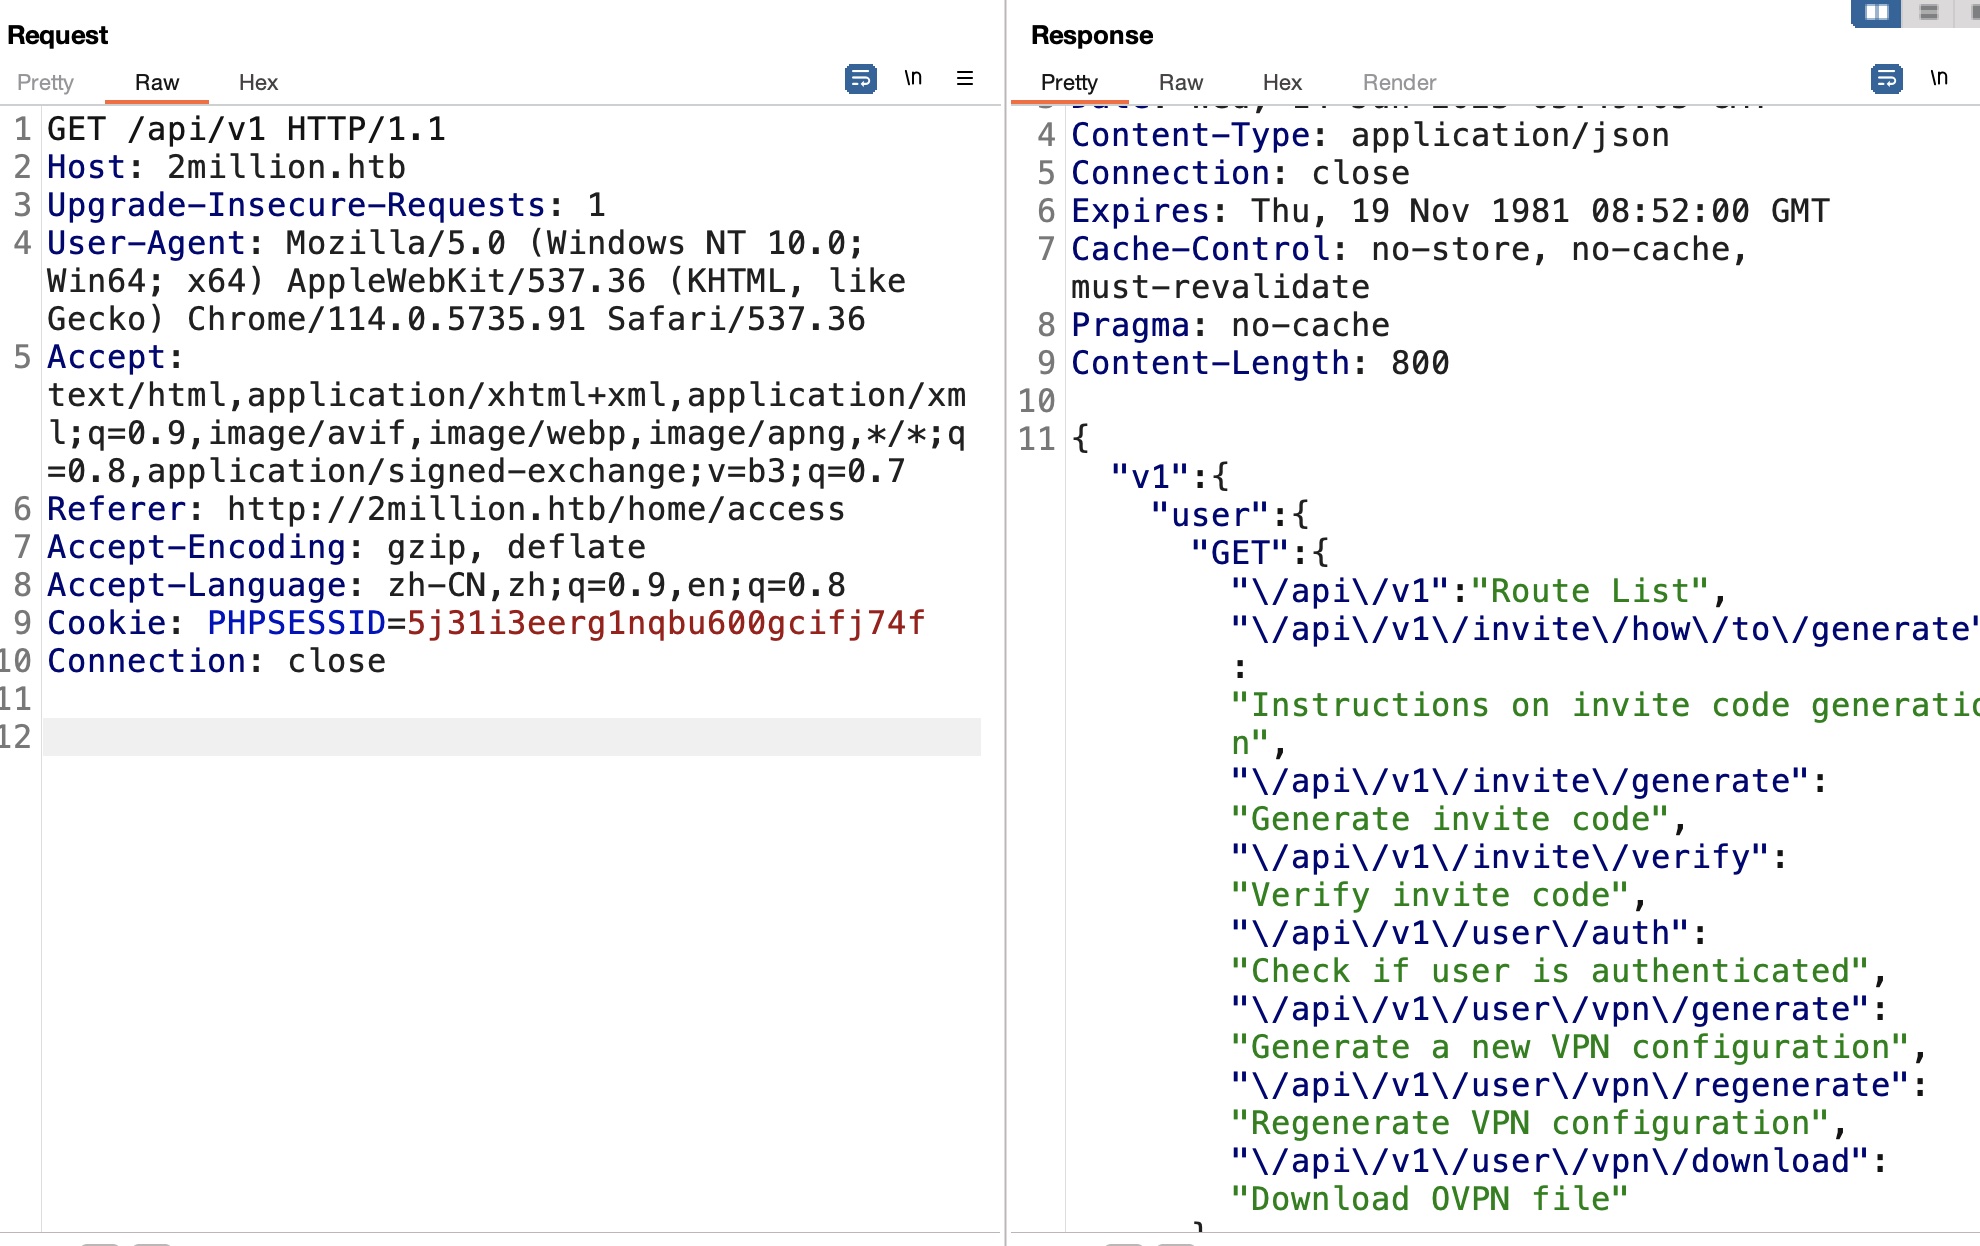 Request
Pretty Raw Hex
\n
1 GET /api/v1 HTTP/1.1
2 Host: 2million.htb
3 Upgrade-Insecure-Requests: 1
4 User-Agent: Mozilla/5.0 (Windows NT 10.0;
Win64; x64) AppleWebKit/537.36 (KHTML, like
Gecko) Chrome/114.0.5735.91 Safari/537.36
5 Accept:
text/html,application/xhtml+xml,application/xm
l;q=0.9,image/avif,image/webp,image/apng,*/*;q
=0.8,application/signed-exchange;v=b3;q=0.7
6 Referer: http://2million.htb/home/access
7 Accept-Encoding: gzip, deflate
8 Accept-Language: zh-CN,zh;q=0.9,en;q=0.8
9 Cookie: PHPSESSID=5j31i3eerg1nqbu600gcifj74f
10 Connection: close
11
12
Response
Pretty Raw Hex Render
\n
4 Content-Type: application/json
5 Connection: close
6 Expires: Thu, 19 Nov 1981 08:52:00 GMT
7 Cache-Control: no-store, no-cache,
must-revalidate
8 Pragma: no-cache
9 Content-Length: 800
10
11 {
"v1":{
"user":{
"GET":{
"\/api\/v1":"Route List",
"\/api\/v1\/invite\/how\/to\/generate"
:
"Instructions on invite code generatio
n",
"\/api\/v1\/invite\/generate":
"Generate invite code",
"\/api\/v1\/invite\/verify":
"Verify invite code",
"\/api\/v1\/user\/auth":
"Check if user is authenticated",
"\/api\/v1\/user\/vpn\/generate":
"Generate a new VPN configuration",
"\/api\/v1\/user\/vpn\/regenerate":
"Regenerate VPN configuration",
"\/api\/v1\/user\/vpn\/download":
"Download OVPN file"
}